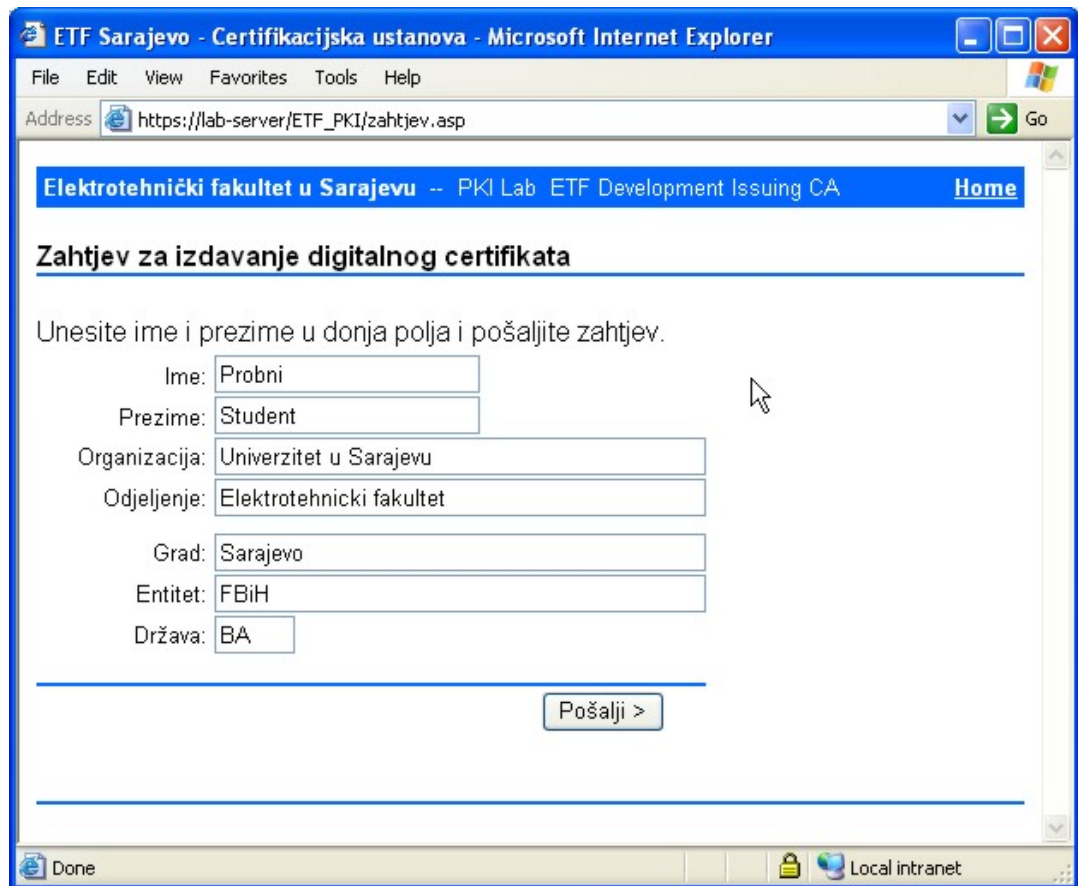 ETF Sarajevo - Certifikacijska ustanova - Microsoft Internet Explorer
File Edit View Favorites Tools Help
Address https://lab-server/ETF_PKI/zahtjev.asp Go
Elektrotehnički fakultet u Sarajevu -- PKI Lab ETF Development Issuing CA Home
Zahtjev za izdavanje digitalnog certifikata
Unesite ime i prezime u donja polja i pošaljite zahtjev.
Ime: Probni
Prezime: Student
Organizacija: Univerzitet u Sarajevu
Odjeljenje: Elektrotehnicki fakultet
Grad: Sarajevo
Entitet: FBiH
Država: BA
Pošalji >
Done Local intranet